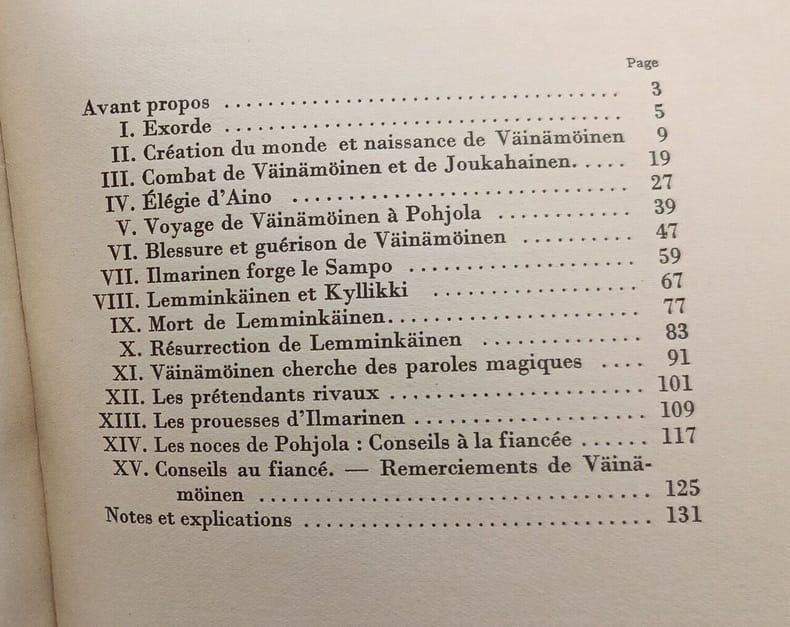 Page
Avant propos ........................................ 3
I. Exorde ........................................ 5
II. Création du monde et naissance de Väinämöinen 9
III. Combat de Väinämöinen et de Joukahainen. .... 19
IV. Élégie d'Aino .................................. 27
V. Voyage de Väinämöinen à Pohjola ............ 39
VI. Blessure et guérison de Väinämöinen .......... 47
VII. Ilmarinen forge le Sampo ..................... 59
VIII. Lemminkäinen et Kyllikki ................... 67
IX. Mort de Lemminkäinen........................ 77
X. Résurrection de Lemminkäinen .............. 83
XI. Väinämöinen cherche des paroles magiques .... 91
XII. Les prétendants rivaux ........................ 101
XIII. Les prouesses d'Ilmarinen ..................... 109
XIV. Les noces de Pohjola : Conseils à la fiancée ...... 117
XV. Conseils au fiancé. — Remerciements de Väinä-
möinen .................................... 125
Notes et explications ................................ 131